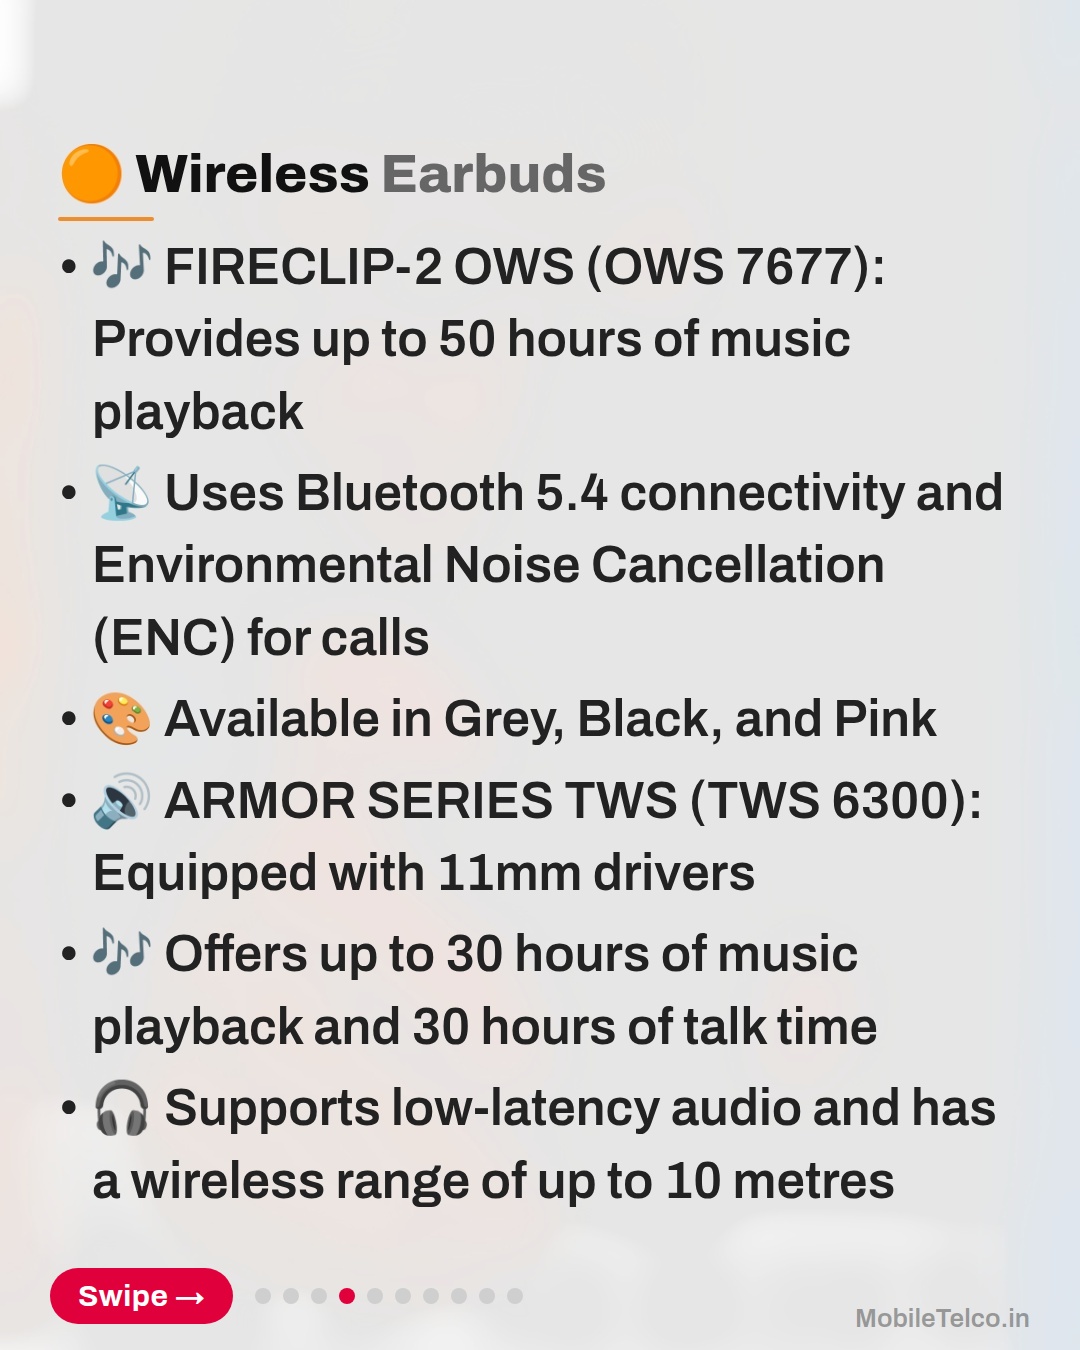 🟠 Wireless Earbuds
• 🎶 FIRECLIP-2 OWS (OWS 7677):
Provides up to 50 hours of music
playback
• 📡 Uses Bluetooth 5.4 connectivity and
Environmental Noise Cancellation
(ENC) for calls
• 🎨 Available in Grey, Black, and Pink
• 🔊 ARMOR SERIES TWS (TWS 6300):
Equipped with 11mm drivers
• 🎶 Offers up to 30 hours of music
playback and 30 hours of talk time
• 🎧 Supports low-latency audio and has
a wireless range of up to 10 metres
Swipe →
MobileTelco.in